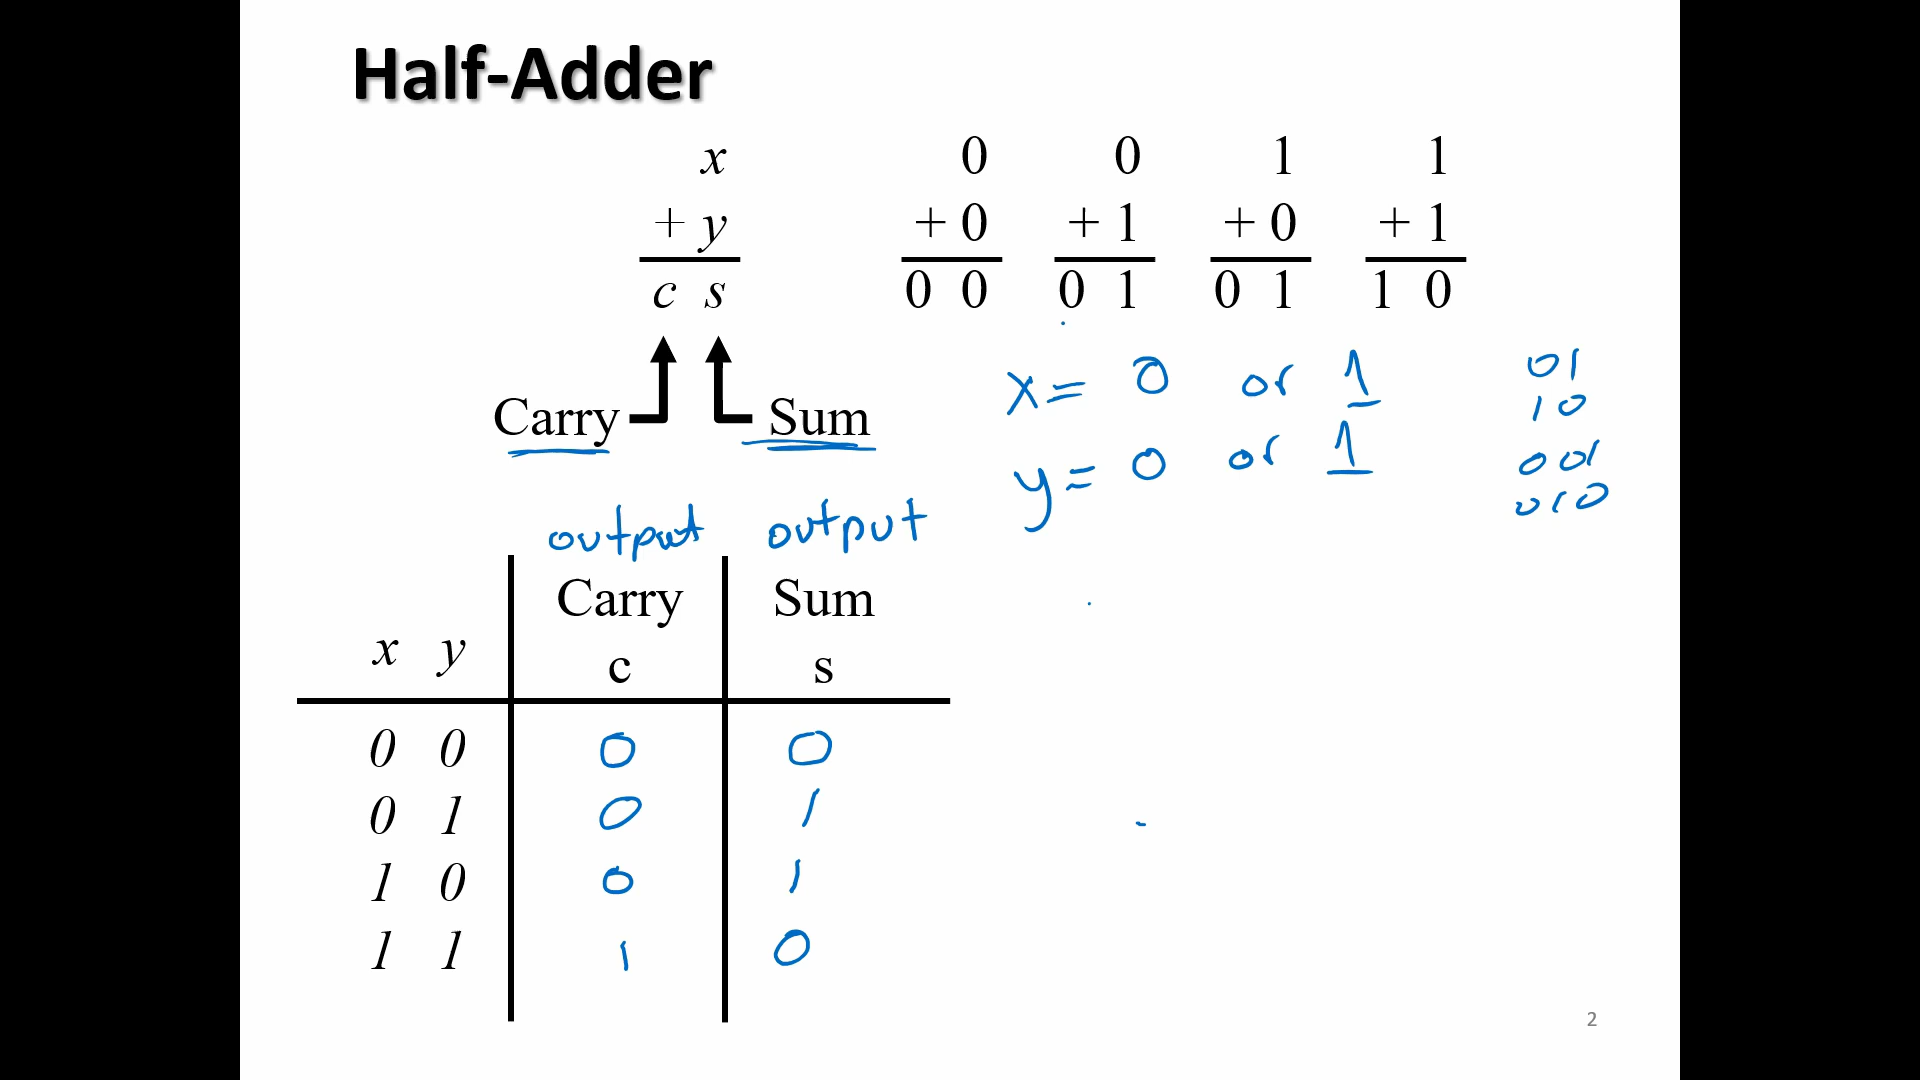 Half-Adder
x 0 0 1 1
+ y + 0 + 1 + 0 + 1
c s 0 0 0 1 0 1 1 0
x = 0 or 1 01
Carry Sum 10
y = 0 or 1 001
010
output output
Carry Sum
x y c s
0 0 0 0
0 1 0 1
1 0 0 1
1 1 1 0
2